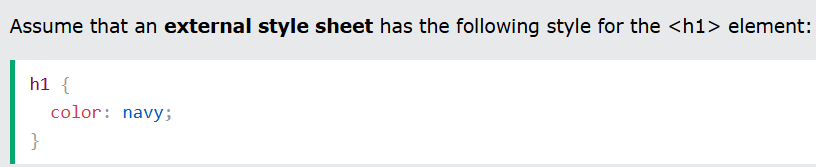 Assume that an external style sheet has the following style for the <h1> element:
h1 {
  color: navy;
}